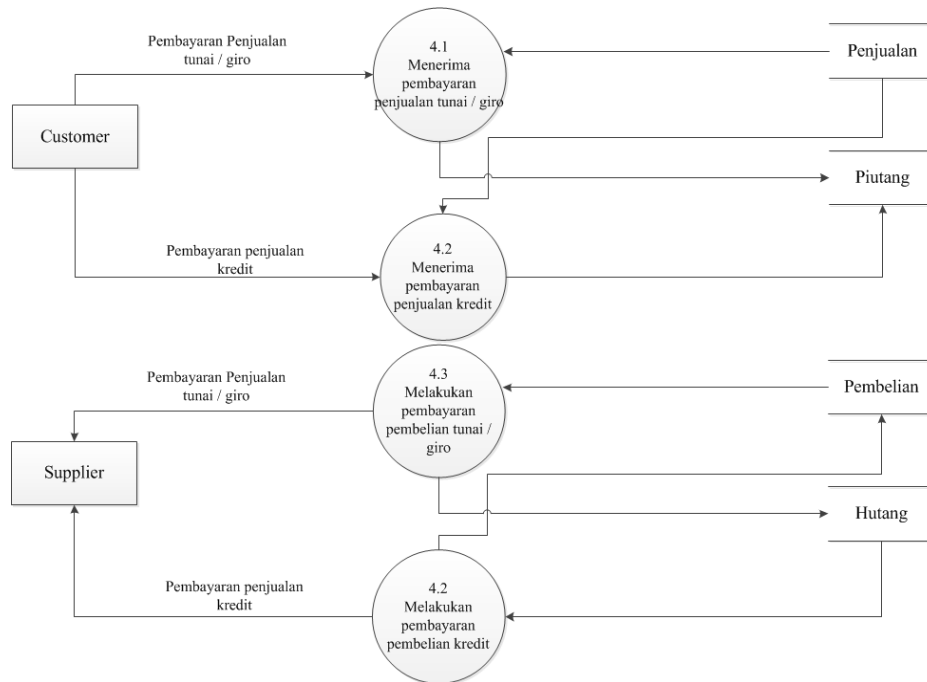 Pembayaran Penjualan
tunai / giro
4.1
Menerima
pembayaran
penjualan tunai / giro
Penjualan
Customer
Piutang
Pembayaran penjualan
kredit
4.2
Menerima
pembayaran
penjualan kredit
Pembayaran Penjualan
tunai / giro
4.3
Melakukan
pembayaran
pembelian tunai /
giro
Pembelian
Supplier
Hutang
Pembayaran penjualan
kredit
4.2
Melakukan
pembayaran
pembelian kredit